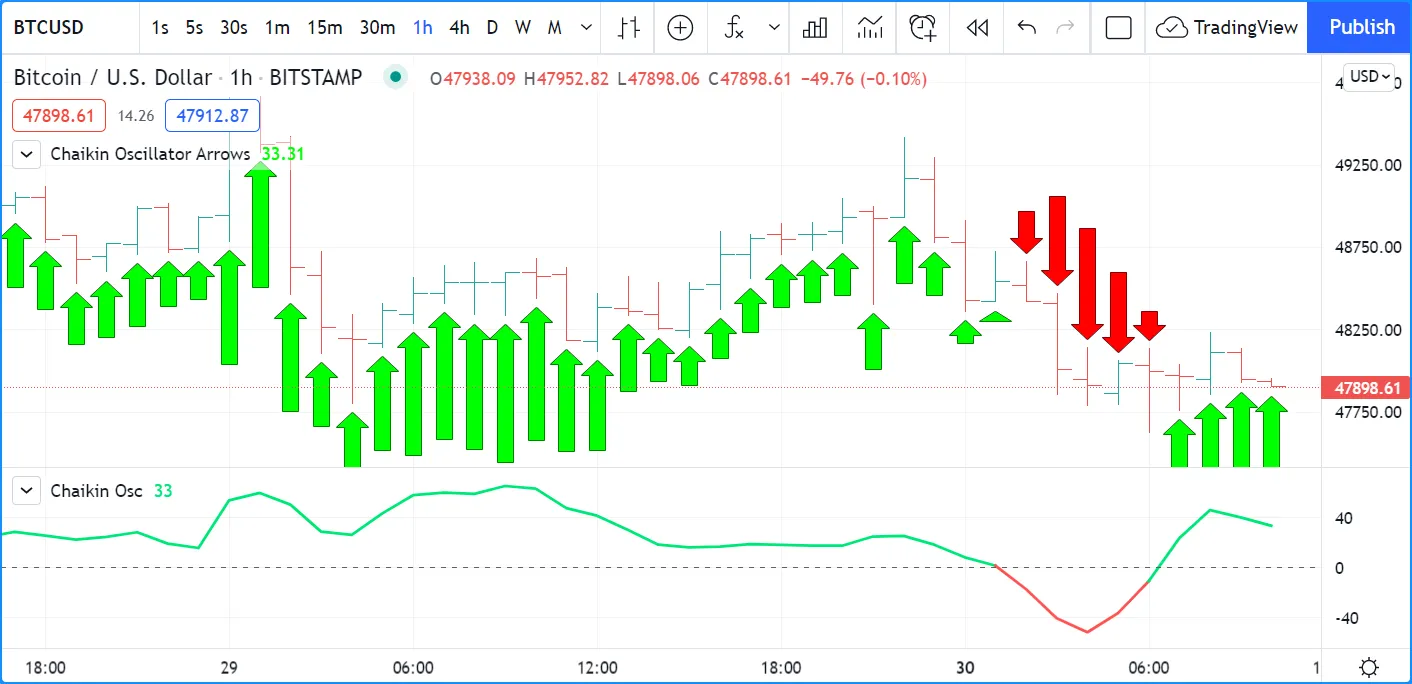 BTCUSD 1s 5s 30s 1m 15m 30m 1h 4h D W M TradingView Publish
Bitcoin / U.S. Dollar · 1h · BITSTAMP O47938.09 H47952.82 L47898.06 C47898.61 −49.76 (−0.10%)
USD
47898.61 14.26 47912.87
Chaikin Oscillator Arrows 33.31
49250.00
48750.00
48250.00
47898.61
47750.00
Chaikin Osc 33
40
0
-40
18:00 29 06:00 12:00 18:00 30 06:00 1